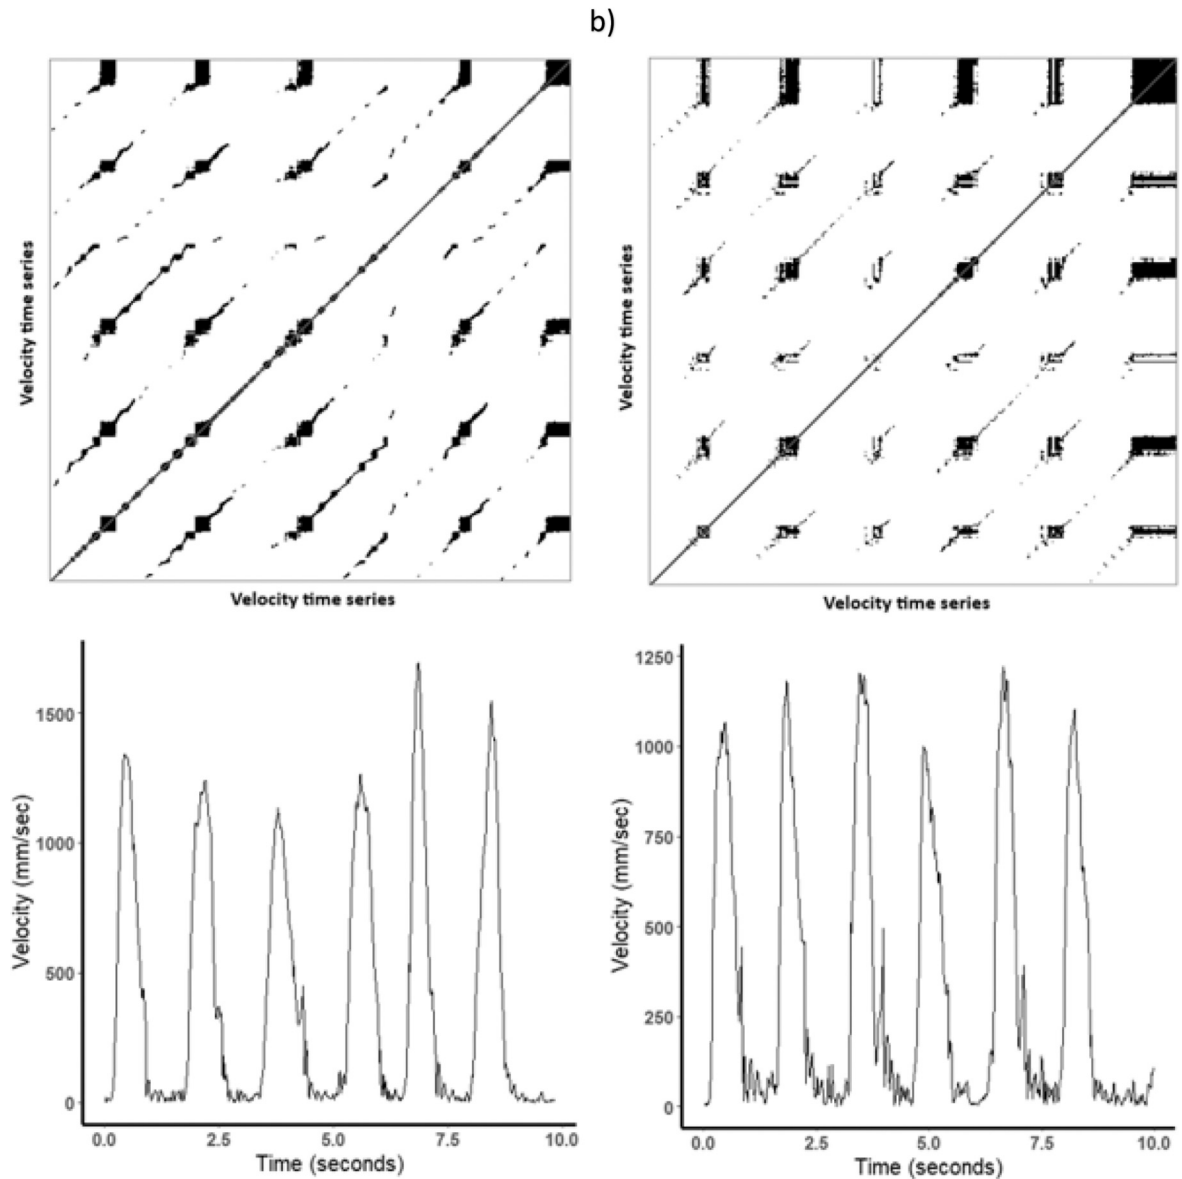 b)
Velocity time series
Velocity time series
Velocity time series
Velocity time series
Velocity (mm/sec)
1500
1000
500
0
0.0 2.5 5.0 7.5 10.0
Time (seconds)
Velocity (mm/sec)
1250
1000
750
500
250
0
0.0 2.5 5.0 7.5 10.0
Time (seconds)